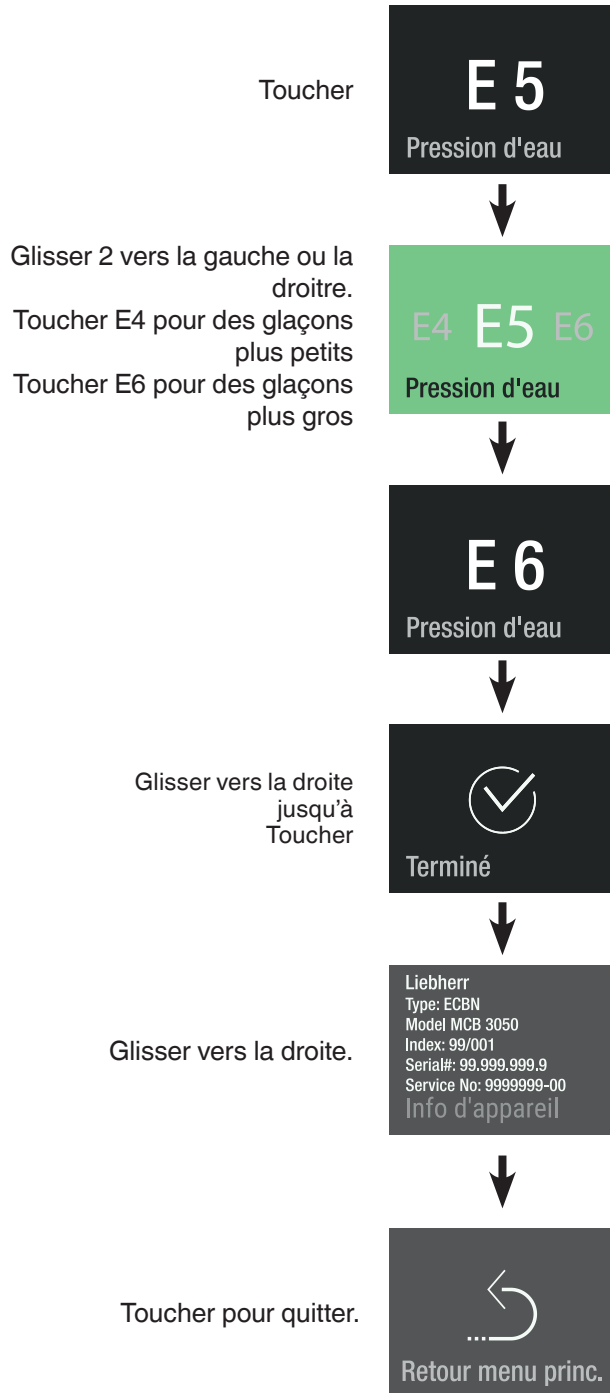 Toucher
E 5
Pression d'eau
Glisser 2 vers la gauche ou la
droitre.
Toucher E4 pour des glaçons
plus petits
Toucher E6 pour des glaçons
plus gros
E4 E5 E6
Pression d'eau
E 6
Pression d'eau
Glisser vers la droite
jusqu'à
Toucher
Terminé
Glisser vers la droite.
Liebherr
Type: ECBN
Model MCB 3050
Index: 99/001
Serial#: 99.999.999.9
Service No: 9999999-00
Info d'appareil
Toucher pour quitter.
Retour menu princ.